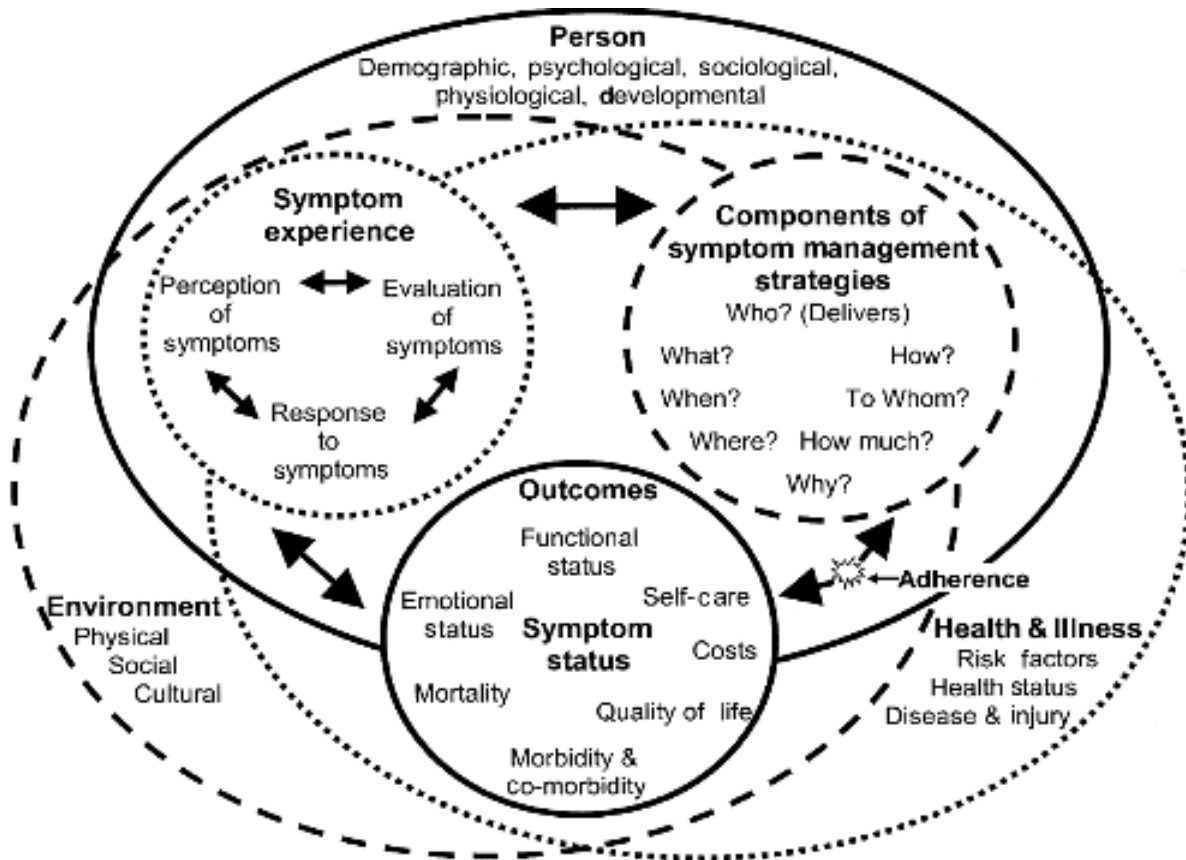 Person
Demographic, psychological, sociological,
physiological, developmental
Symptom
experience
Perception
of
symptoms
Evaluation
of
symptoms
Response
to
symptoms
Components of
symptom management
strategies
Who? (Delivers)
What?
How?
When?
To Whom?
Where?
How much?
Why?
Outcomes
Functional
status
Emotional
status
Self-care
Symptom
status
Costs
Mortality
Quality of life
Morbidity &
co-morbidity
Adherence
Environment
Physical
Social
Cultural
Health & Illness
Risk factors
Health status
Disease & injury